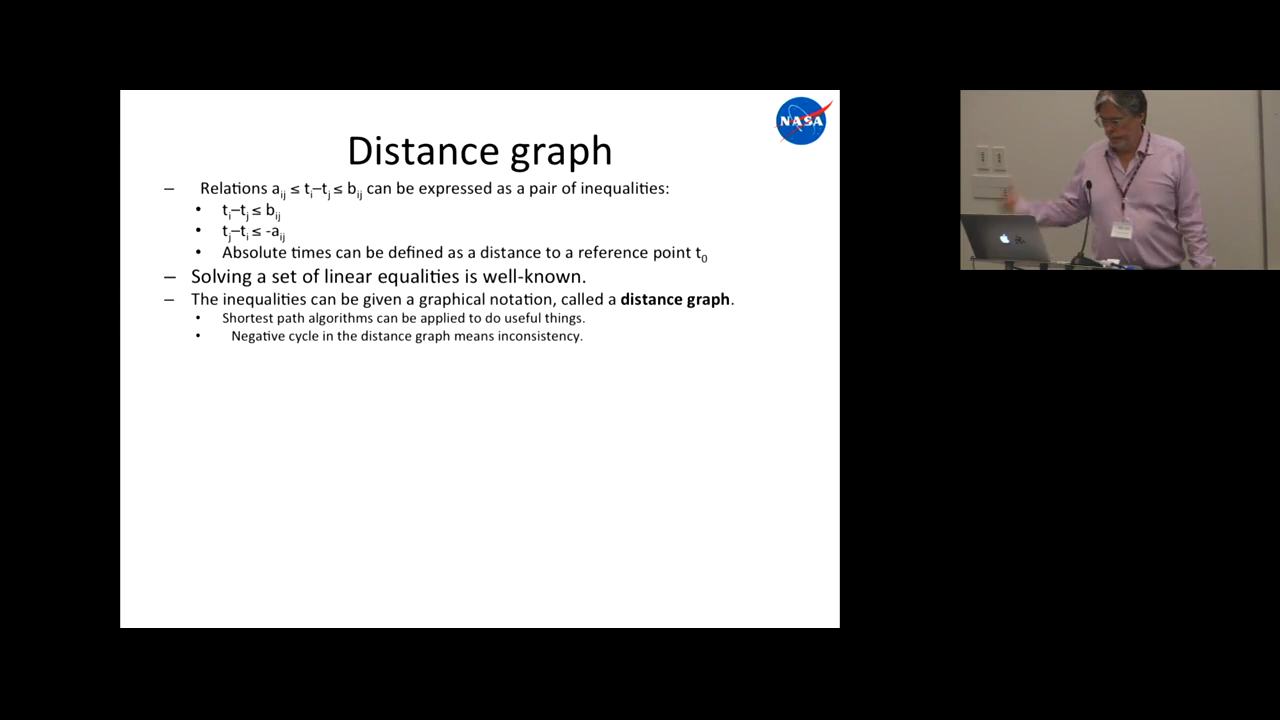 NASA
Distance graph
– Relations aij ≤ ti–tj ≤ bij can be expressed as a pair of inequalities:
• ti–tj ≤ bij
• tj–ti ≤ -aij
• Absolute times can be defined as a distance to a reference point t0
– Solving a set of linear equalities is well-known.
– The inequalities can be given a graphical notation, called a distance graph.
• Shortest path algorithms can be applied to do useful things.
• Negative cycle in the distance graph means inconsistency.